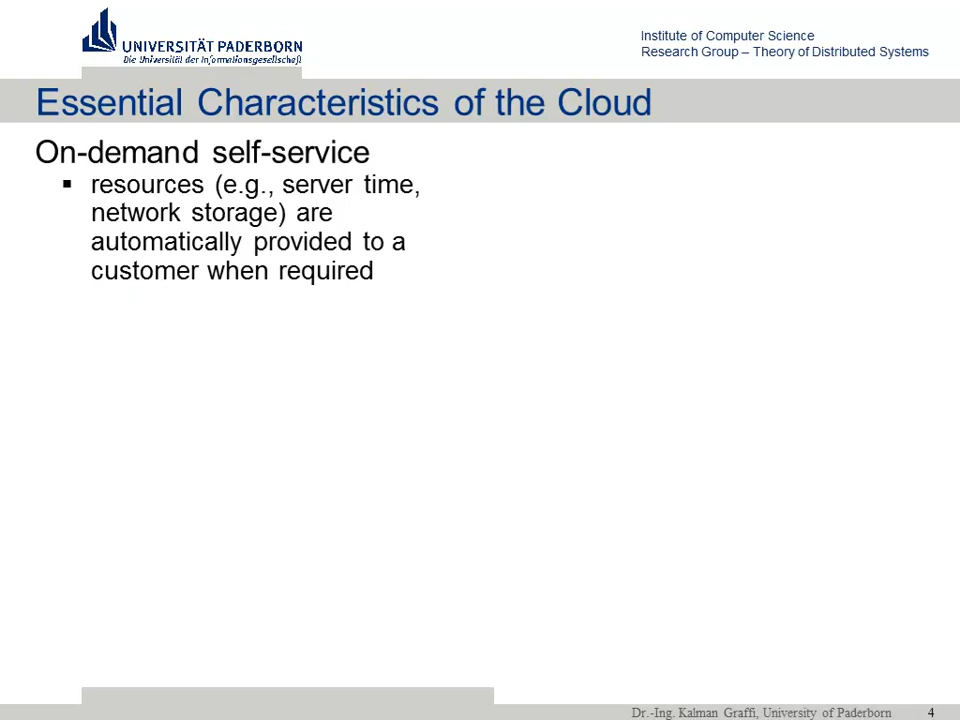 UNIVERSITÄT PADERBORN
Die Universität der Informationsgesellschaft
Institute of Computer Science
Research Group – Theory of Distributed Systems
Essential Characteristics of the Cloud
On-demand self-service
▪ resources (e.g., server time,
network storage) are
automatically provided to a
customer when required
Dr.-Ing. Kalman Graffi, University of Paderborn 4